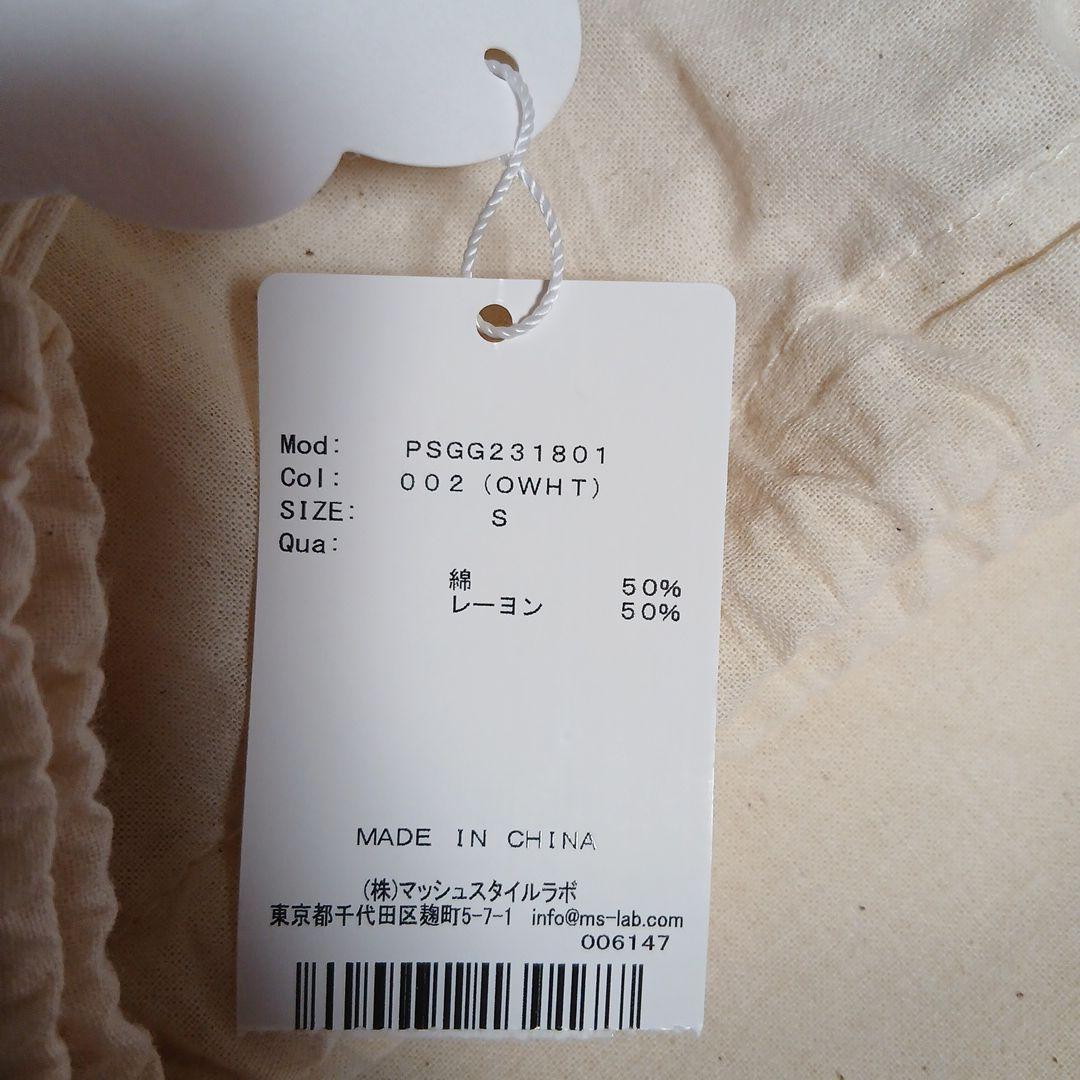 Mod: PSGG231801
Col: 002 (OWHT)
SIZE: S
Qua:
綿 50%
レーヨン 50%
MADE IN CHINA
(株)マッシュスタイルラボ
東京都千代田区麹町5-7-1 info@ms-lab.com
006147